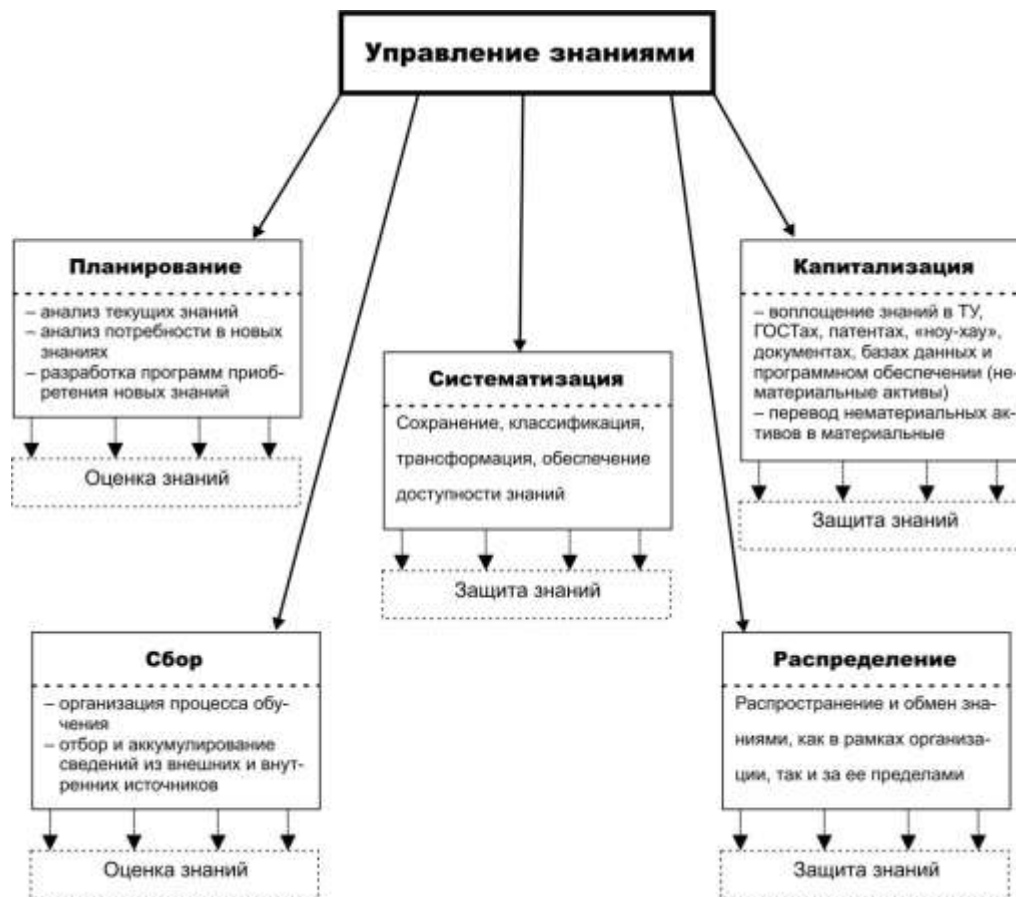 Управление знаниями
Планирование
– анализ текущих знаний
– анализ потребности в новых
знаниях
– разработка программ приоб-
ретения новых знаний
Оценка знаний
Капитализация
– воплощение знаний в ТУ,
ГОСТах, патентах, «ноу-хау»,
документах, базах данных и
программном обеспечении (не-
материальные активы)
– перевод нематериальных ак-
тивов в материальные
Защита знаний
Систематизация
Сохранение, классификация,
трансформация, обеспечение
доступности знаний
Защита знаний
Сбор
– организация процесса обу-
чения
– отбор и аккумулирование
сведений из внешних и внут-
ренних источников
Оценка знаний
Распределение
Распространение и обмен зна-
ниями, как в рамках организа-
ции, так и за ее пределами
Защита знаний